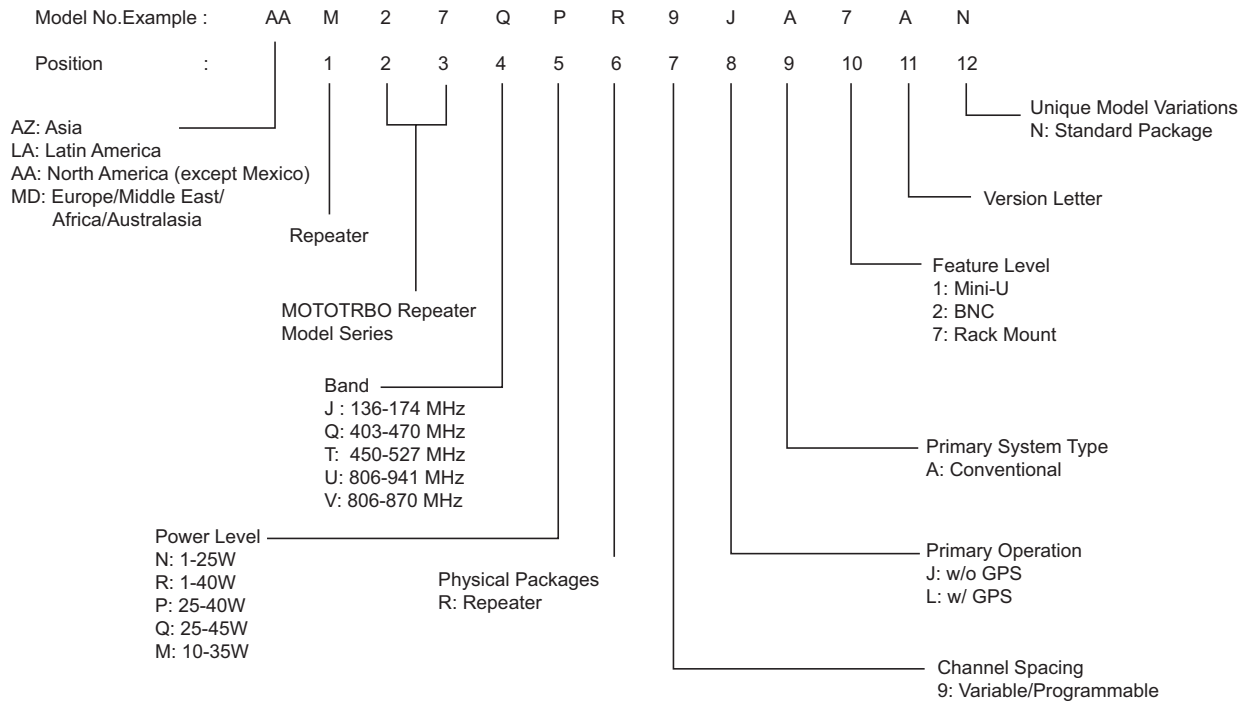 Model No.Example : AA M 2 7 Q P R 9 J A 7 A N
Position : 1 2 3 4 5 6 7 8 9 10 11 12
AZ: Asia
LA: Latin America
AA: North America (except Mexico)
MD: Europe/Middle East/
Africa/Australasia
Repeater
MOTOTRBO Repeater
Model Series
Band
J : 136-174 MHz
Q: 403-470 MHz
T: 450-527 MHz
U: 806-941 MHz
V: 806-870 MHz
Power Level
N: 1-25W
R: 1-40W
P: 25-40W
Q: 25-45W
M: 10-35W
Physical Packages
R: Repeater
Channel Spacing
9: Variable/Programmable
Primary Operation
J: w/o GPS
L: w/ GPS
Primary System Type
A: Conventional
Feature Level
1: Mini-U
2: BNC
7: Rack Mount
Version Letter
Unique Model Variations
N: Standard Package